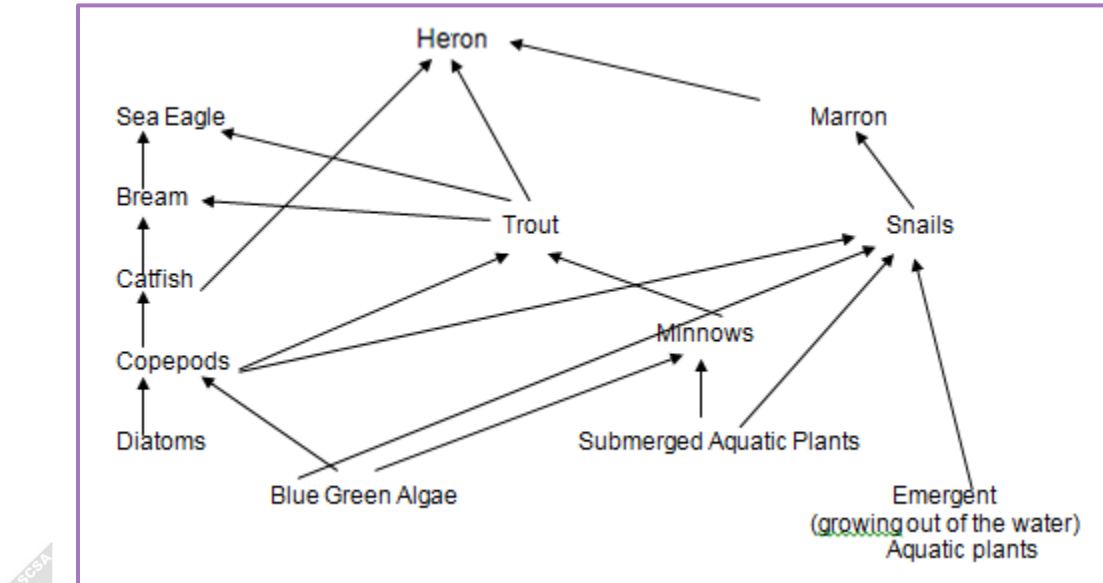 Heron
Sea Eagle
Marron
Bream
Trout
Snails
Catfish
Minnows
Copepods
Diatoms
Submerged Aquatic Plants
Blue Green Algae
Emergent
(growing out of the water)
Aquatic plants
SCSA